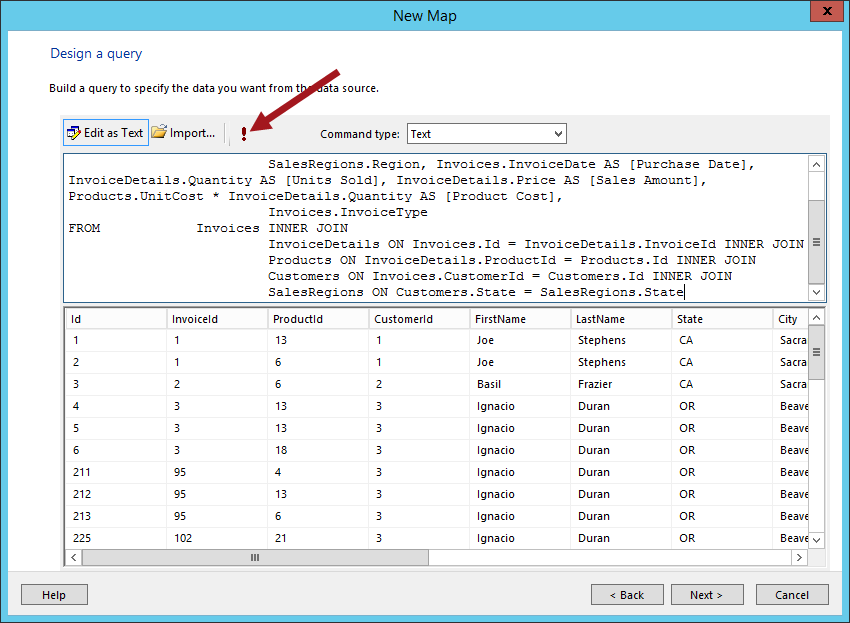 New Map
x
Design a query
Build a query to specify the data you want from the data source.
Edit as Text Import... ! Command type: Text
SalesRegions.Region, Invoices.InvoiceDate AS [Purchase Date],
InvoiceDetails.Quantity AS [Units Sold], InvoiceDetails.Price AS [Sales Amount],
Products.UnitCost * InvoiceDetails.Quantity AS [Product Cost],
Invoices.InvoiceType
FROM Invoices INNER JOIN
InvoiceDetails ON Invoices.Id = InvoiceDetails.InvoiceId INNER JOIN
Products ON InvoiceDetails.ProductId = Products.Id INNER JOIN
Customers ON Invoices.CustomerId = Customers.Id INNER JOIN
SalesRegions ON Customers.State = SalesRegions.State
Id InvoiceId ProductId CustomerId FirstName LastName State City
1 1 13 1 Joe Stephens CA Sacra
2 1 6 1 Joe Stephens CA Sacra
3 2 6 2 Basil Frazier CA Sacra
4 3 13 3 Ignacio Duran OR Beave
5 3 13 3 Ignacio Duran OR Beave
6 3 18 3 Ignacio Duran OR Beave
211 95 4 3 Ignacio Duran OR Beave
212 95 13 3 Ignacio Duran OR Beave
213 95 6 3 Ignacio Duran OR Beave
225 102 21 3 Ignacio Duran OR Beave
Help < Back Next > Cancel